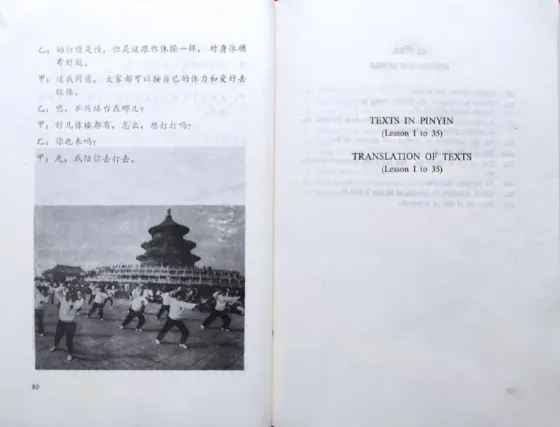 乙：动作慢是慢，但是这跟作体操一样，对身体哪
有好处。
甲：这我同意，大家都可以按自己的体力和爱好去
锻炼。
乙：嗯，乒乓球台在哪儿？
甲：好几张楼都有，怎么，想打打吗？
乙：你也来吗？
甲：走，我陪你去打去。
TEXTS IN PINYIN
(Lesson 1 to 35)
TRANSLATION OF TEXTS
(Lesson 1 to 35)